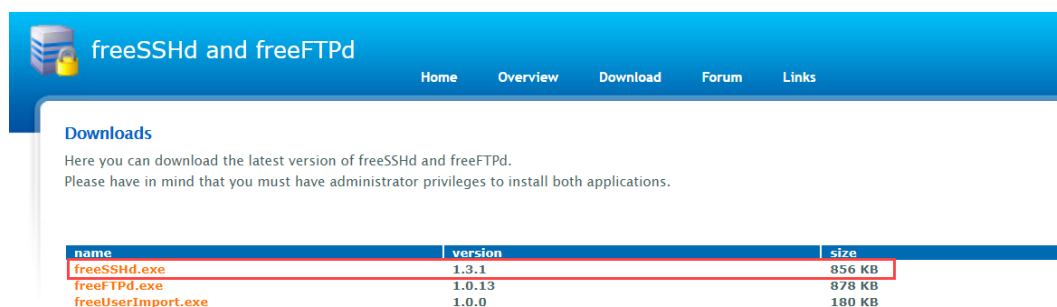 freeSSHd and freeFTPd
Home Overview Download Forum Links
Downloads
Here you can download the latest version of freeSSHd and freeFTPd.
Please have in mind that you must have administrator privileges to install both applications.
name version size
freeSSHd.exe 1.3.1 856 KB
freeFTPd.exe 1.0.13 878 KB
freeUserImport.exe 1.0.0 180 KB